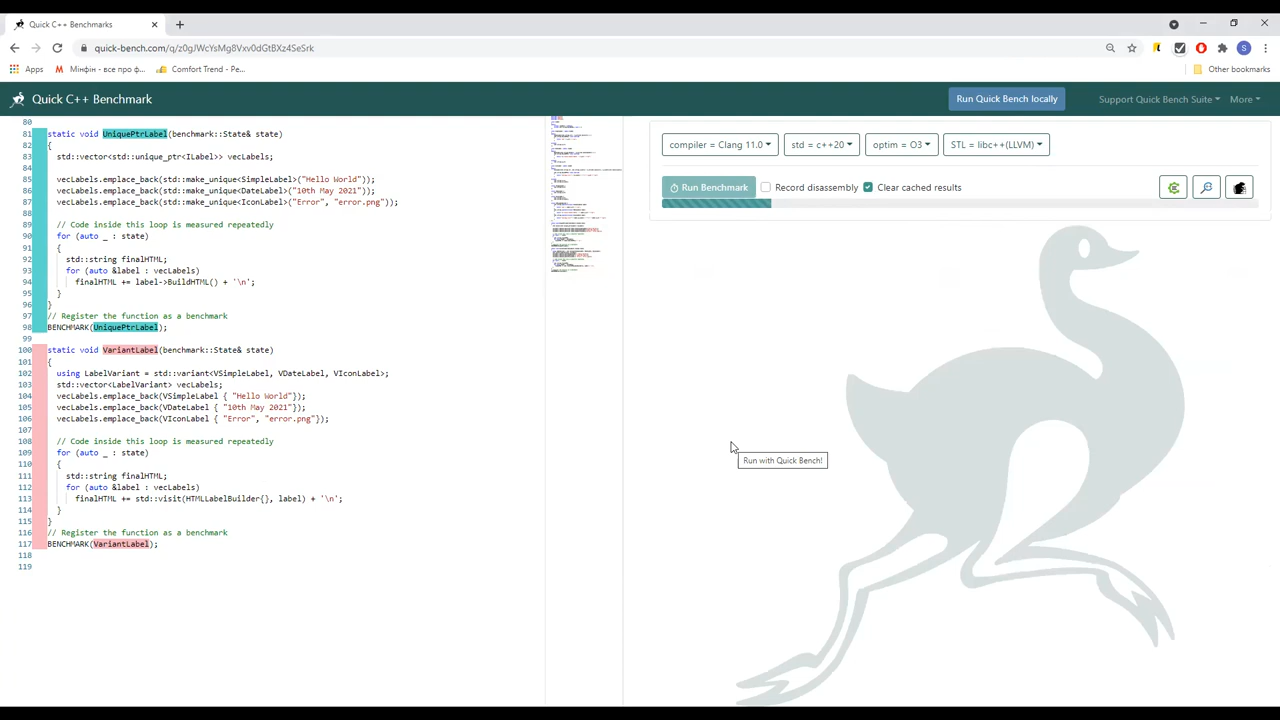 Quick C++ Benchmarks
quick-bench.com/q/z0gJWcYsMgBVxv0dGtBXz4SeSrk
Apps
Мінфін - все про ф...
Comfort Trend - Ре...
Other bookmarks
S
Quick C++ Benchmark
Run Quick Bench locally
Support Quick Bench Suite
More
80
81 static void UniquePtrLabel(benchmark::State& state)
82 {
83 std::vector<std::unique_ptr<ILabel>> vecLabels;
84
85 vecLabels.emplace_back(std::make_unique<SimpleLabel>("Hello World"));
86 vecLabels.emplace_back(std::make_unique<DateLabel>("10th May 2021"));
87 vecLabels.emplace_back(std::make_unique<IconLabel>("Error", "error.png"));
88
89 // Code inside this loop is measured repeatedly
90 for (auto _ : state)
91 {
92 std::string finalHTML;
93 for (auto &label : vecLabels)
94 finalHTML += label->BuildHTML() + '\n';
95 }
96 }
97 // Register the function as a benchmark
98 BENCHMARK(UniquePtrLabel);
99
100 static void VariantLabel(benchmark::State& state)
101 {
102 using LabelVariant = std::variant<VSimpleLabel, VDateLabel, VIconLabel>;
103 std::vector<LabelVariant> vecLabels;
104 vecLabels.emplace_back(VSimpleLabel { "Hello World"});
105 vecLabels.emplace_back(VDateLabel { "10th May 2021"});
106 vecLabels.emplace_back(VIconLabel { "Error", "error.png"});
107
108 // Code inside this loop is measured repeatedly
109 for (auto _ : state)
110 {
111 std::string finalHTML;
112 for (auto &label : vecLabels)
113 finalHTML += std::visit(HTMLLabelBuilder{}, label) + '\n';
114 }
115 }
116 // Register the function as a benchmark
117 BENCHMARK(VariantLabel);
118
119
compiler = Clang 11.0
std = c++20
optim = O3
STL = libc++(LLVM)
Run Benchmark
Record disassembly
Clear cached results
Run with Quick Bench!